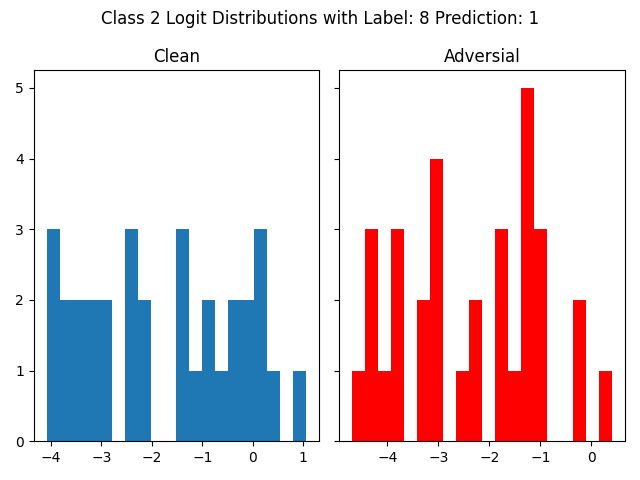 Class 2 Logit Distributions with Label: 8 Prediction: 1
Clean
Adversial
5
4
3
2
1
0
−4 −3 −2 −1 0 1
−4 −3 −2 −1 0